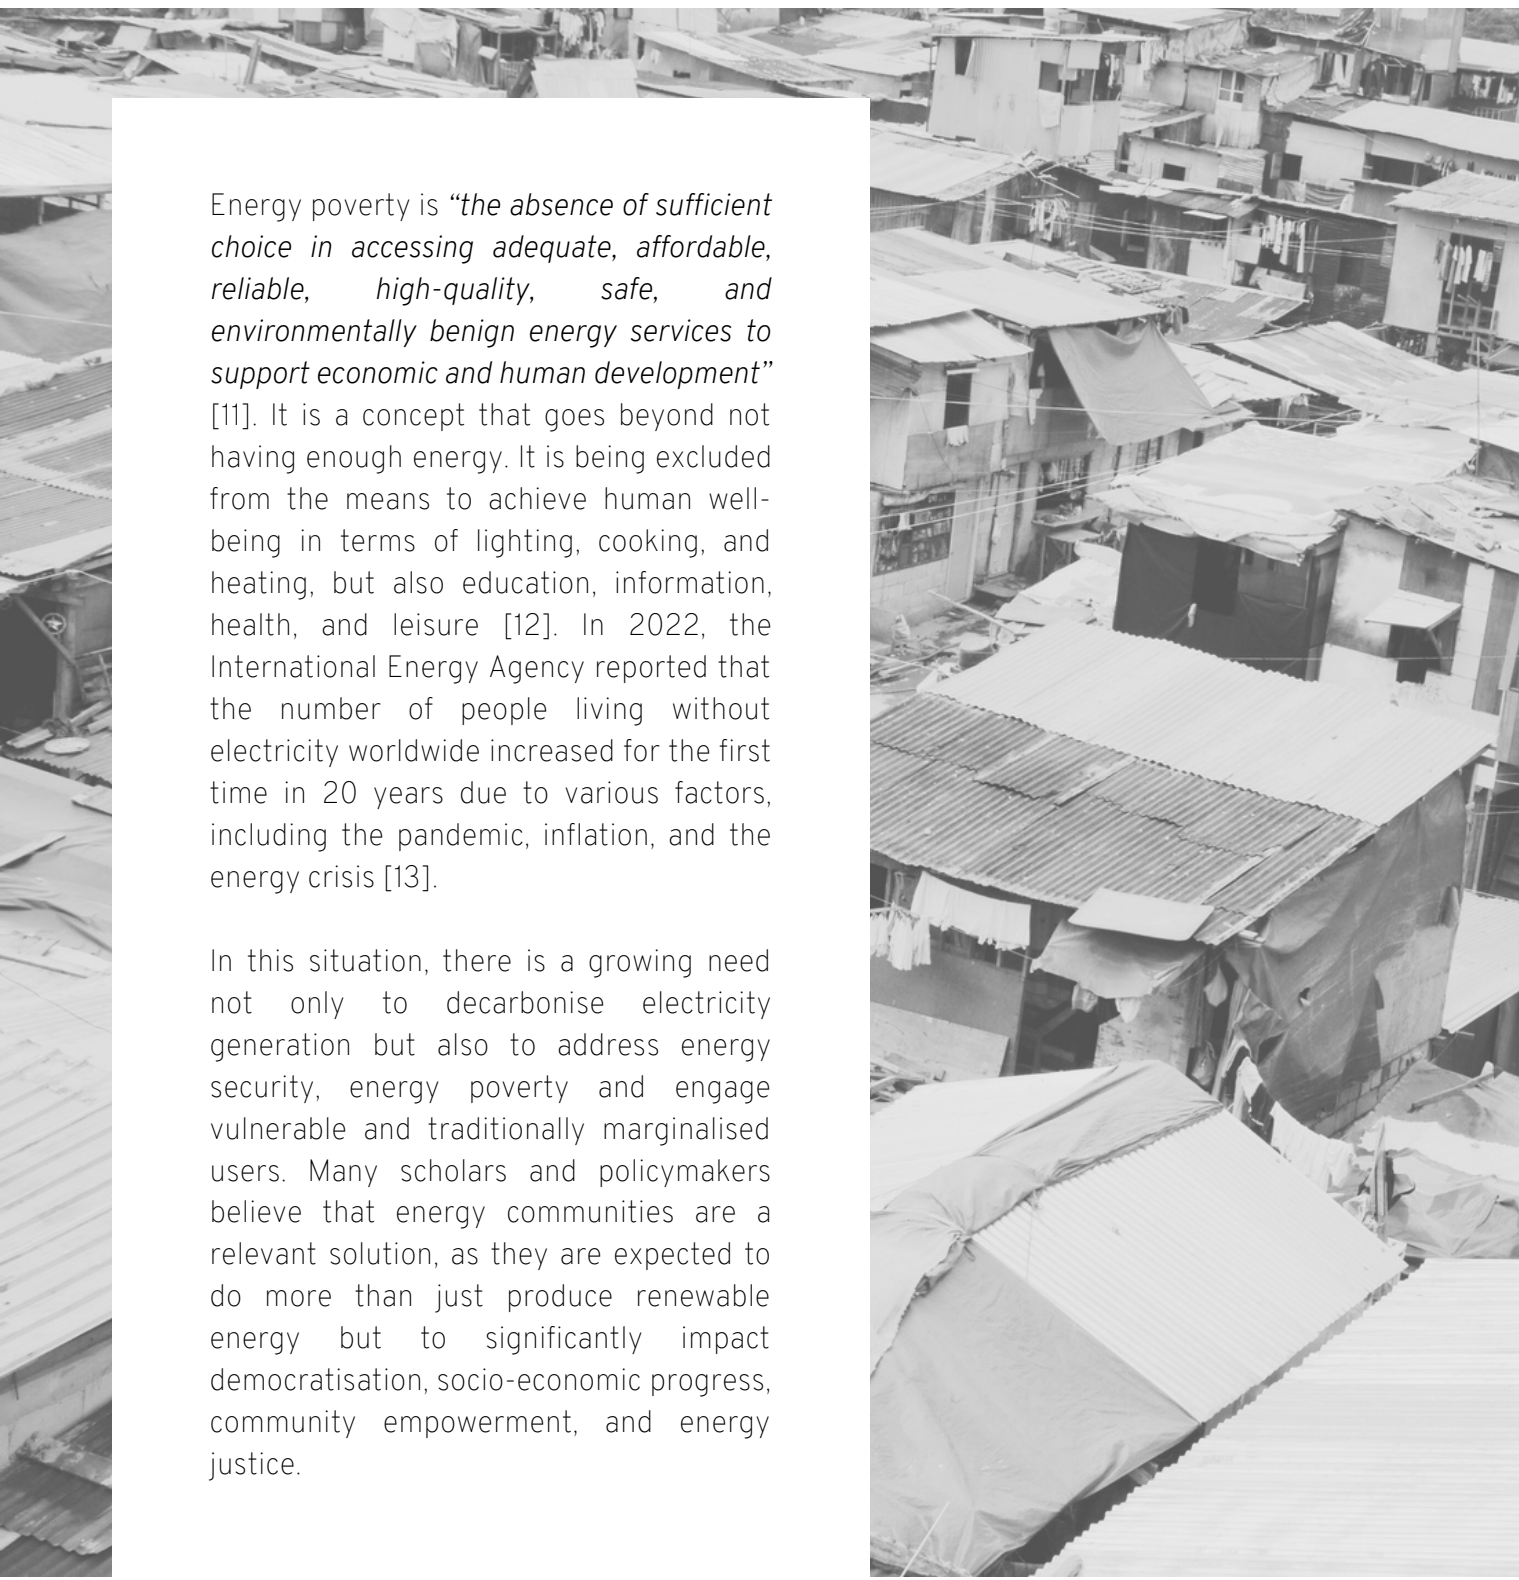 Energy poverty is “the absence of sufficient
choice in accessing adequate, affordable,
reliable, high-quality, safe, and
environmentally benign energy services to
support economic and human development”
[11]. It is a concept that goes beyond not
having enough energy. It is being excluded
from the means to achieve human well-
being in terms of lighting, cooking, and
heating, but also education, information,
health, and leisure [12]. In 2022, the
International Energy Agency reported that
the number of people living without
electricity worldwide increased for the first
time in 20 years due to various factors,
including the pandemic, inflation, and the
energy crisis [13].
In this situation, there is a growing need
not only to decarbonise electricity
generation but also to address energy
security, energy poverty and engage
vulnerable and traditionally marginalised
users. Many scholars and policymakers
believe that energy communities are a
relevant solution, as they are expected to
do more than just produce renewable
energy but to significantly impact
democratisation, socio-economic progress,
community empowerment, and energy
justice.